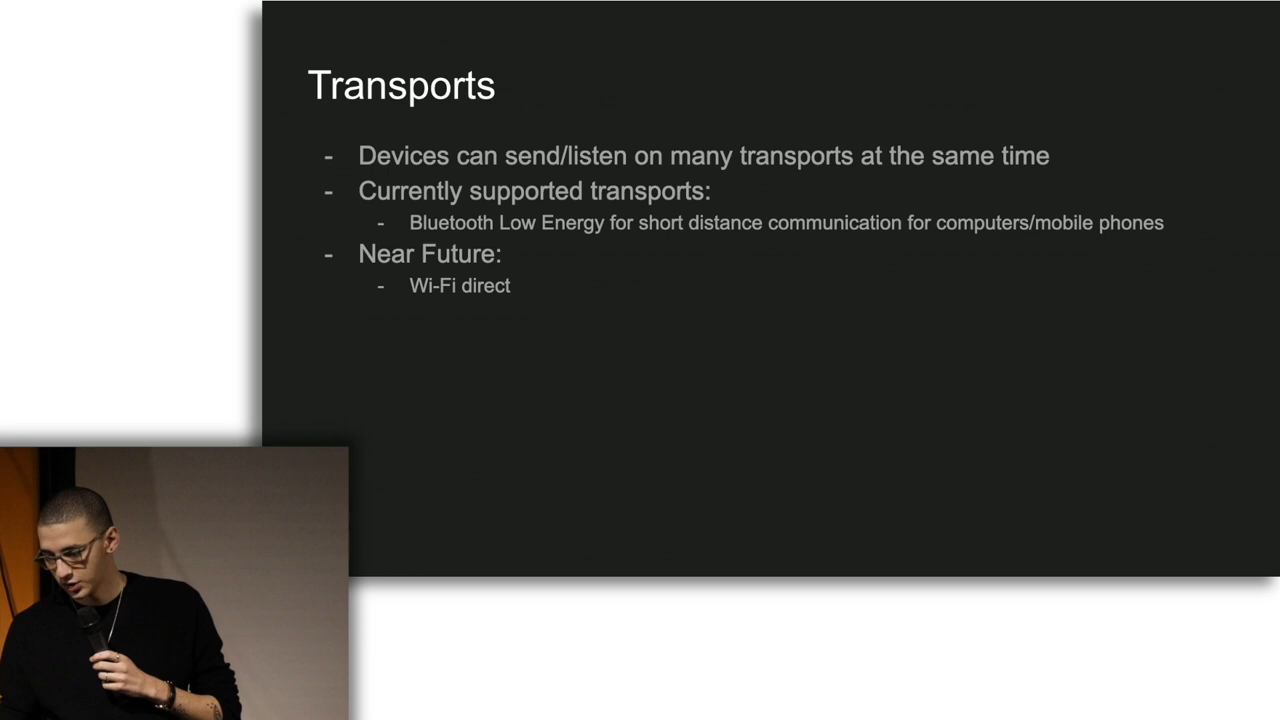 Transports
- Devices can send/listen on many transports at the same time
- Currently supported transports:
- Bluetooth Low Energy for short distance communication for computers/mobile phones
- Near Future:
- Wi-Fi direct